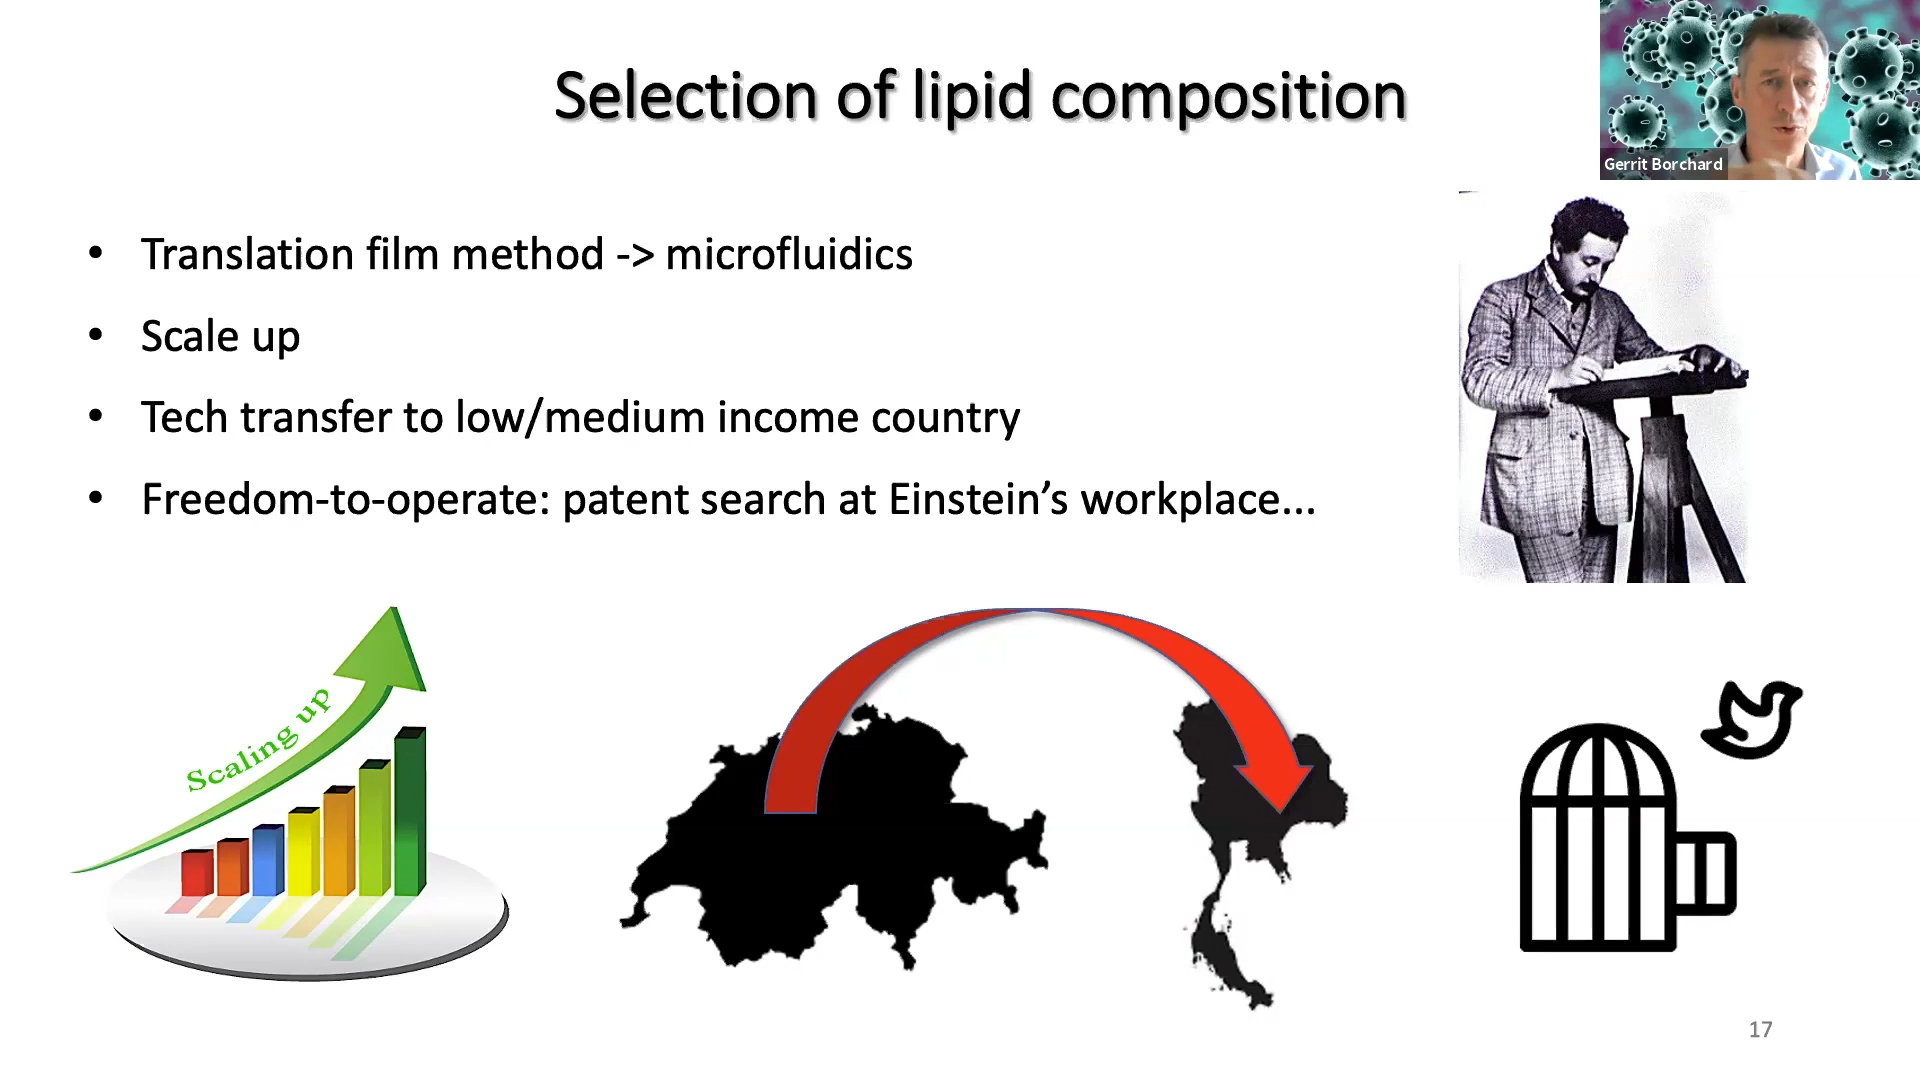 Selection of lipid composition
Gerrit Borchard
• Translation film method -> microfluidics
• Scale up
• Tech transfer to low/medium income country
• Freedom-to-operate: patent search at Einstein’s workplace...
Scaling up
17